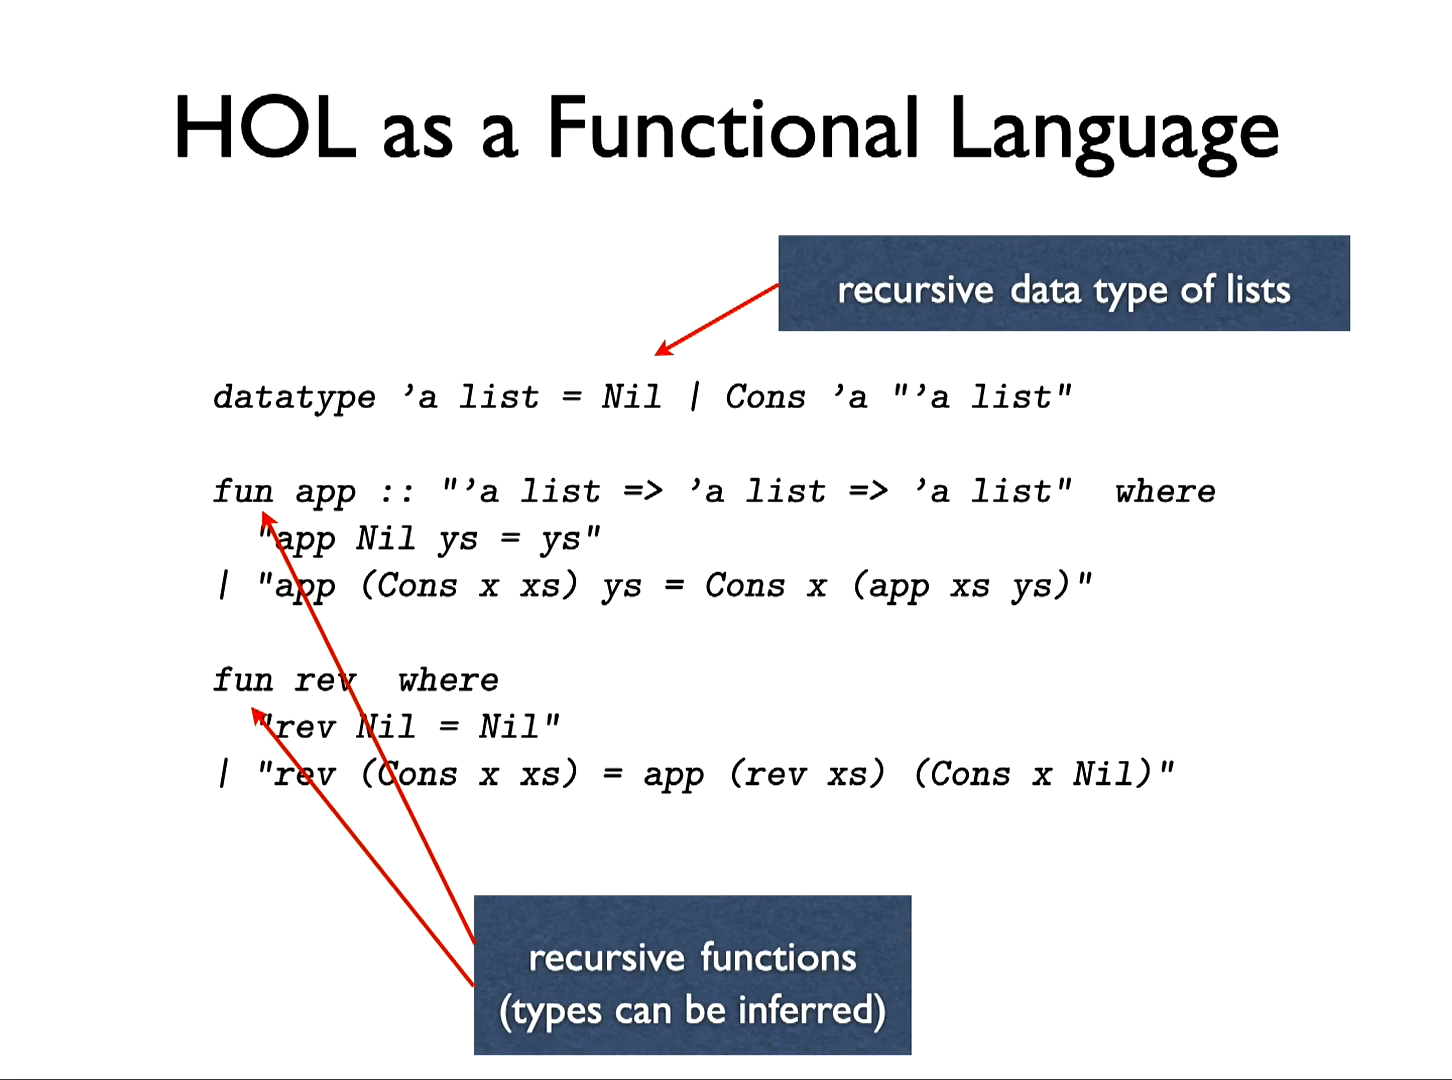 HOL as a Functional Language
recursive data type of lists
datatype ’a list = Nil | Cons ’a "’a list"
fun app :: "’a list => ’a list => ’a list" where
"app Nil ys = ys"
| "app (Cons x xs) ys = Cons x (app xs ys)"
fun rev where
"rev Nil = Nil"
| "rev (Cons x xs) = app (rev xs) (Cons x Nil)"
recursive functions
(types can be inferred)